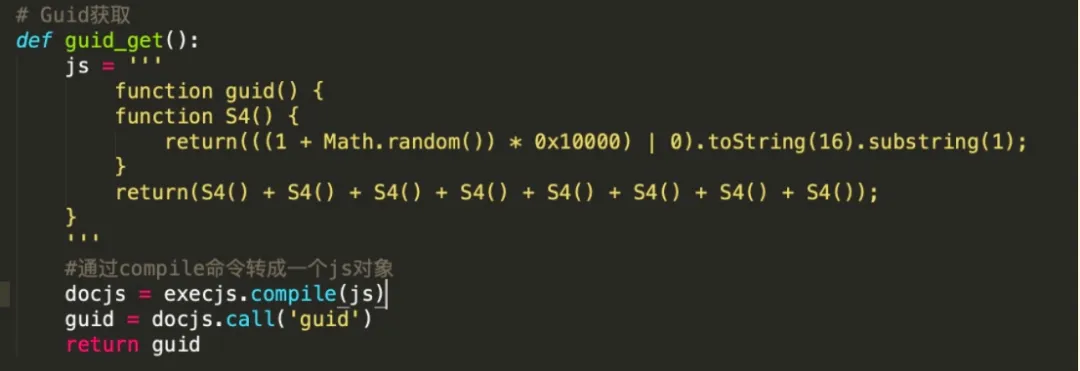 # Guid获取
def guid_get():
    js = '''
        function guid() {
        function S4() {
            return(((1 + Math.random()) * 0x10000) | 0).toString(16).substring(1);
        }
        return(S4() + S4() + S4() + S4() + S4() + S4() + S4() + S4());
    }
    '''
    #通过compile命令转成一个js对象
    docjs = execjs.compile(js)
    guid = docjs.call('guid')
    return guid